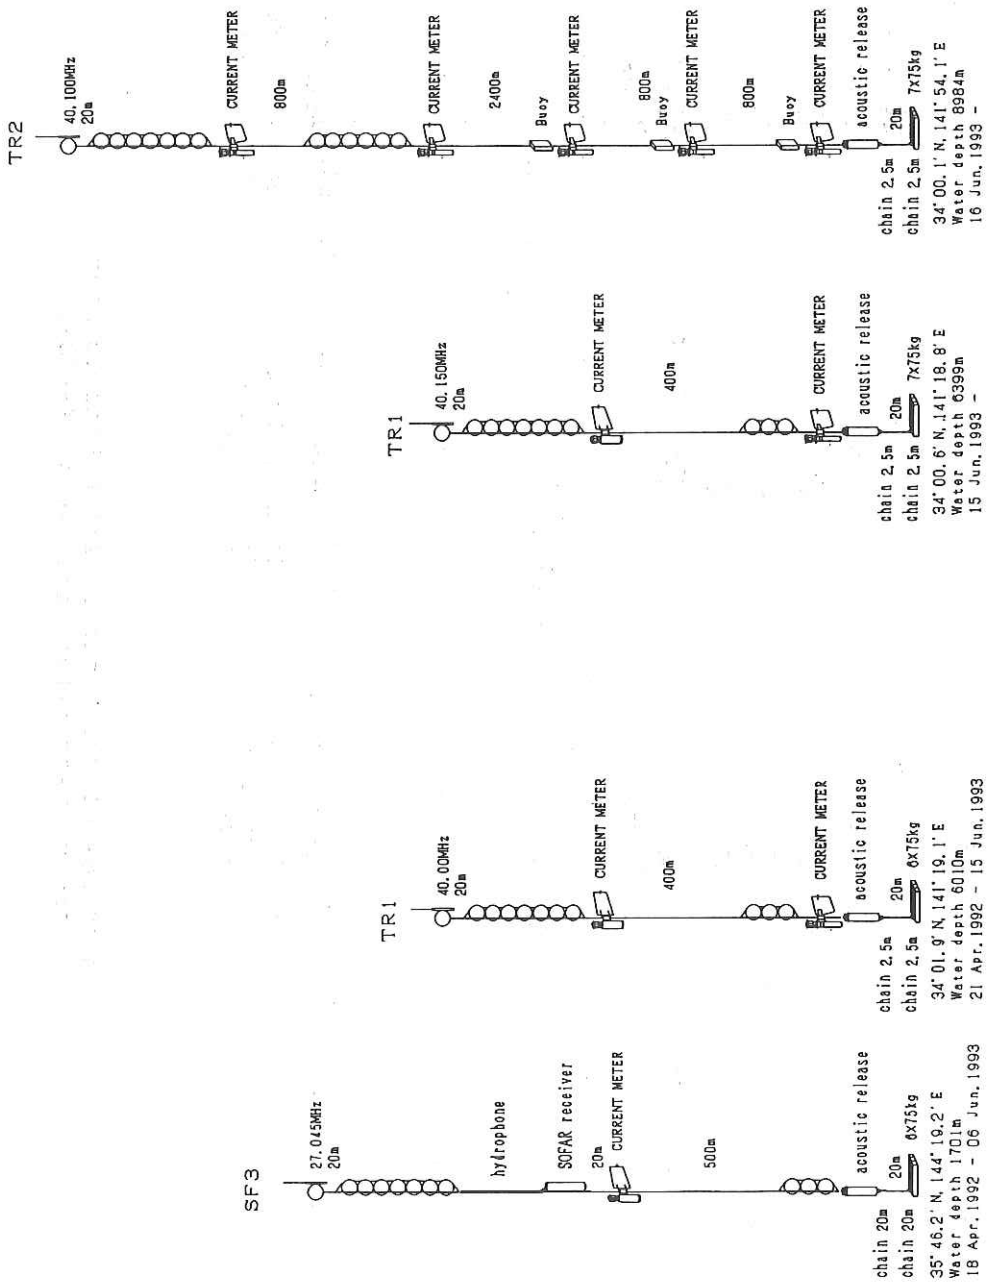 SF3
27.045MHz
20m
hydrophone
SOFAR receiver
20m
CURRENT METER
500m
acoustic release
chain 20m
20m
chain 20m
6X75kg
35° 46.2' N, 144° 19.2' E
Water depth 1701m
18 Apr. 1992 - 06 Jun. 1993
TR1
40.00MHz
20m
CURRENT METER
400m
CURRENT METER
acoustic release
chain 2.5m
20m
chain 2.5m
6X75kg
34° 01.9' N, 141° 19.1' E
Water depth 6010m
21 Apr. 1992 - 15 Jun. 1993
TR1
40.150MHz
20m
CURRENT METER
400m
CURRENT METER
acoustic release
chain 2.5m
20m
chain 2.5m
7X75kg
34° 00.6' N, 141° 18.8' E
Water depth 6399m
15 Jun. 1993 -
TR2
40.100MHz
20m
CURRENT METER
800m
CURRENT METER
2400m
Buoy
CURRENT METER
800m
Buoy
CURRENT METER
800m
Buoy
CURRENT METER
acoustic release
chain 2.5m
20m
chain 2.5m
7X75kg
34° 00.1' N, 141° 54.1' E
Water depth 8984m
16 Jun. 1993 -